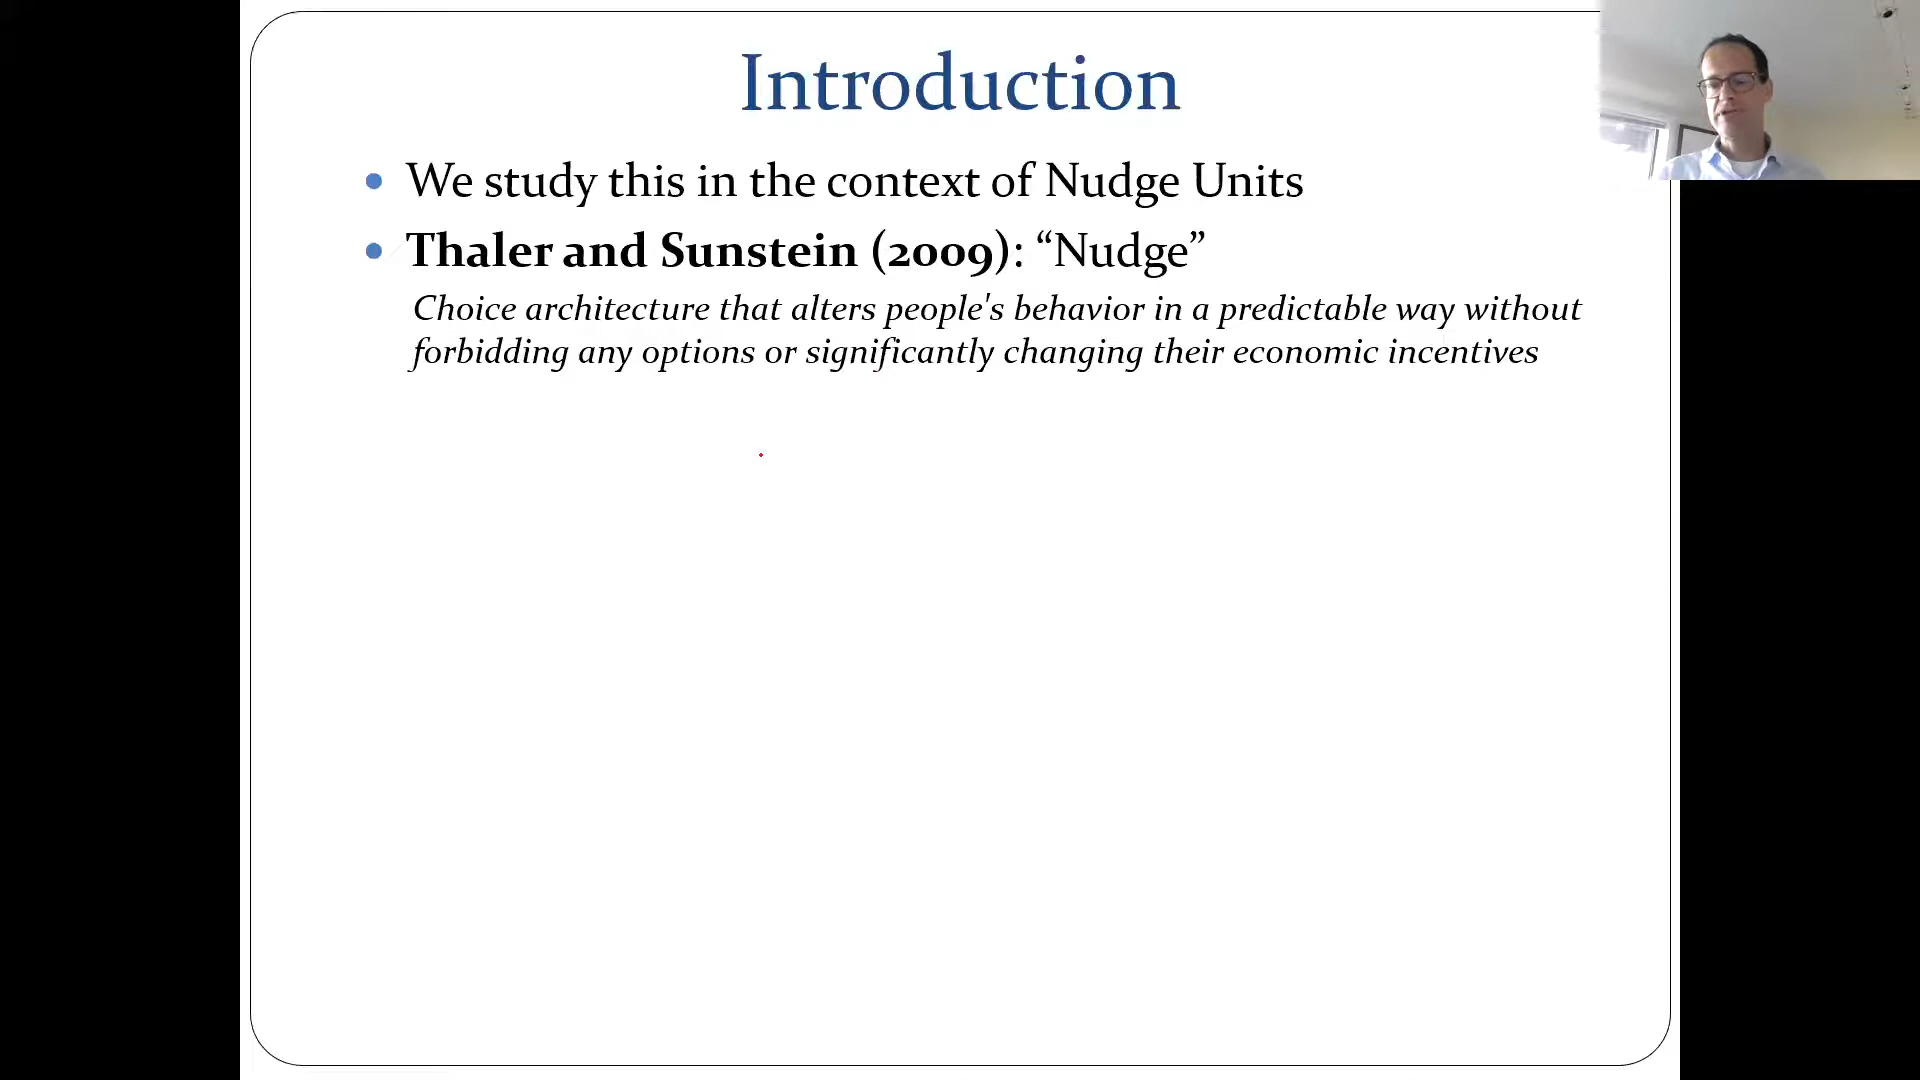 Introduction
• We study this in the context of Nudge Units
• Thaler and Sunstein (2009): “Nudge”
Choice architecture that alters people's behavior in a predictable way without
forbidding any options or significantly changing their economic incentives